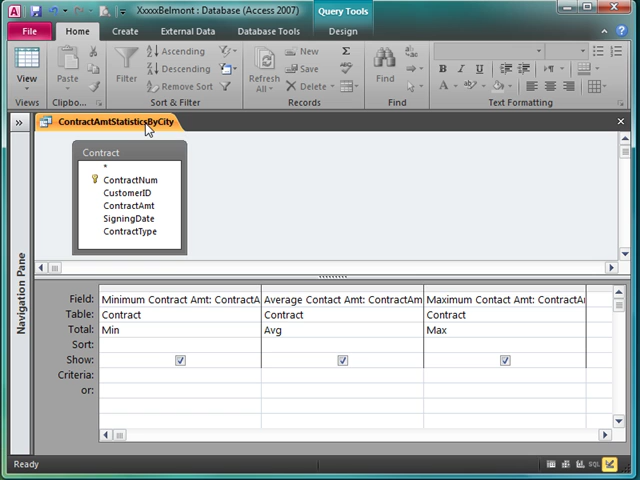 XxxxxBelmont : Database (Access 2007)
Query Tools
File
Home
Create
External Data
Database Tools
Design
View
Views
Paste
Clipbo...
Filter
Ascending
Descending
Remove Sort
Sort & Filter
Refresh All
New
Save
Delete
Records
Find
Find
B I U
A
Text Formatting
ContractAmtStatisticsByCity
Navigation Pane
Contract
*
ContractNum
CustomerID
ContractAmt
SigningDate
ContractType
Field: Minimum Contract Amt: ContractA Average Contact Amt: ContractAm Maximum Contact Amt: ContractAm
Table: Contract Contract Contract
Total: Min Avg Max
Sort:
Show:
Criteria:
or:
Ready
SQL